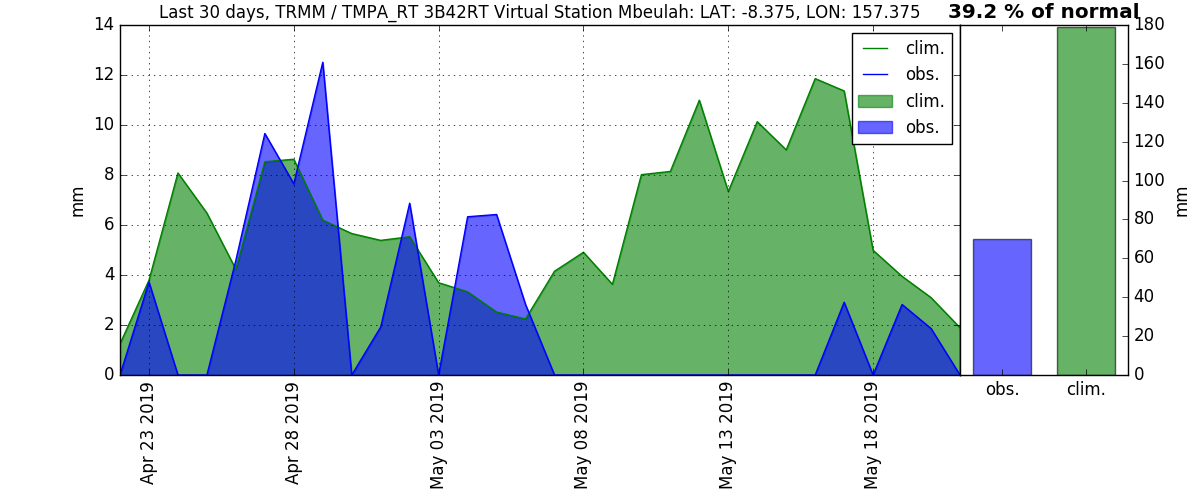 Last 30 days, TRMM / TMPA_RT 3B42RT Virtual Station Mbeulah: LAT: -8.375, LON: 157.375
39.2 % of normal
14
12
10
8
6
4
2
0
mm
clim.
obs.
clim.
obs.
Apr 23 2019
Apr 28 2019
May 03 2019
May 08 2019
May 13 2019
May 18 2019
180
160
140
120
100
80
60
40
20
0
mm
obs.
clim.